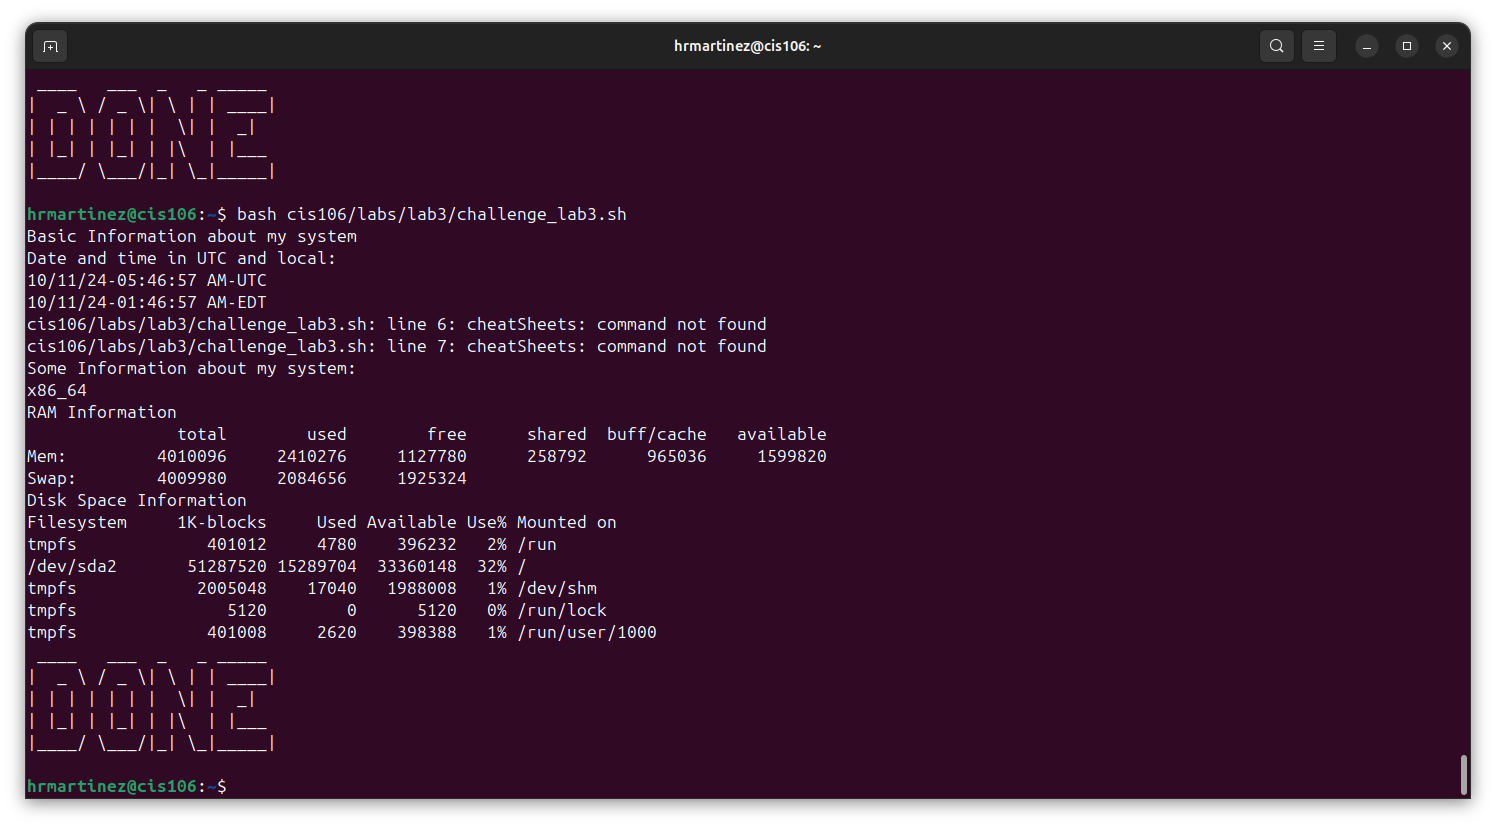 hrmartinez@cis106: ~
 ____   ___  _   _ _____
|  _ \ / _ \| \ | | ____|
| | | | | | |  \| |  _|
| |_| | |_| | |\  | |___
|____/ \___/|_| \_|_____|
hrmartinez@cis106:~$ bash cis106/labs/lab3/challenge_lab3.sh
Basic Information about my system
Date and time in UTC and local:
10/11/24-05:46:57 AM-UTC
10/11/24-01:46:57 AM-EDT
cis106/labs/lab3/challenge_lab3.sh: line 6: cheatSheets: command not found
cis106/labs/lab3/challenge_lab3.sh: line 7: cheatSheets: command not found
Some Information about my system:
x86_64
RAM Information
               total        used        free      shared  buff/cache   available
Mem:         4010096     2410276     1127780      258792      965036     1599820
Swap:        4009980     2084656     1925324
Disk Space Information
Filesystem     1K-blocks     Used Available Use% Mounted on
tmpfs             401012     4780    396232   2% /run
/dev/sda2       51287520 15289704  33360148  32% /
tmpfs            2005048    17040   1988008   1% /dev/shm
tmpfs               5120        0      5120   0% /run/lock
tmpfs             401008     2620    398388   1% /run/user/1000
 ____   ___  _   _ _____
|  _ \ / _ \| \ | | ____|
| | | | | | |  \| |  _|
| |_| | |_| | |\  | |___
|____/ \___/|_| \_|_____|
hrmartinez@cis106:~$